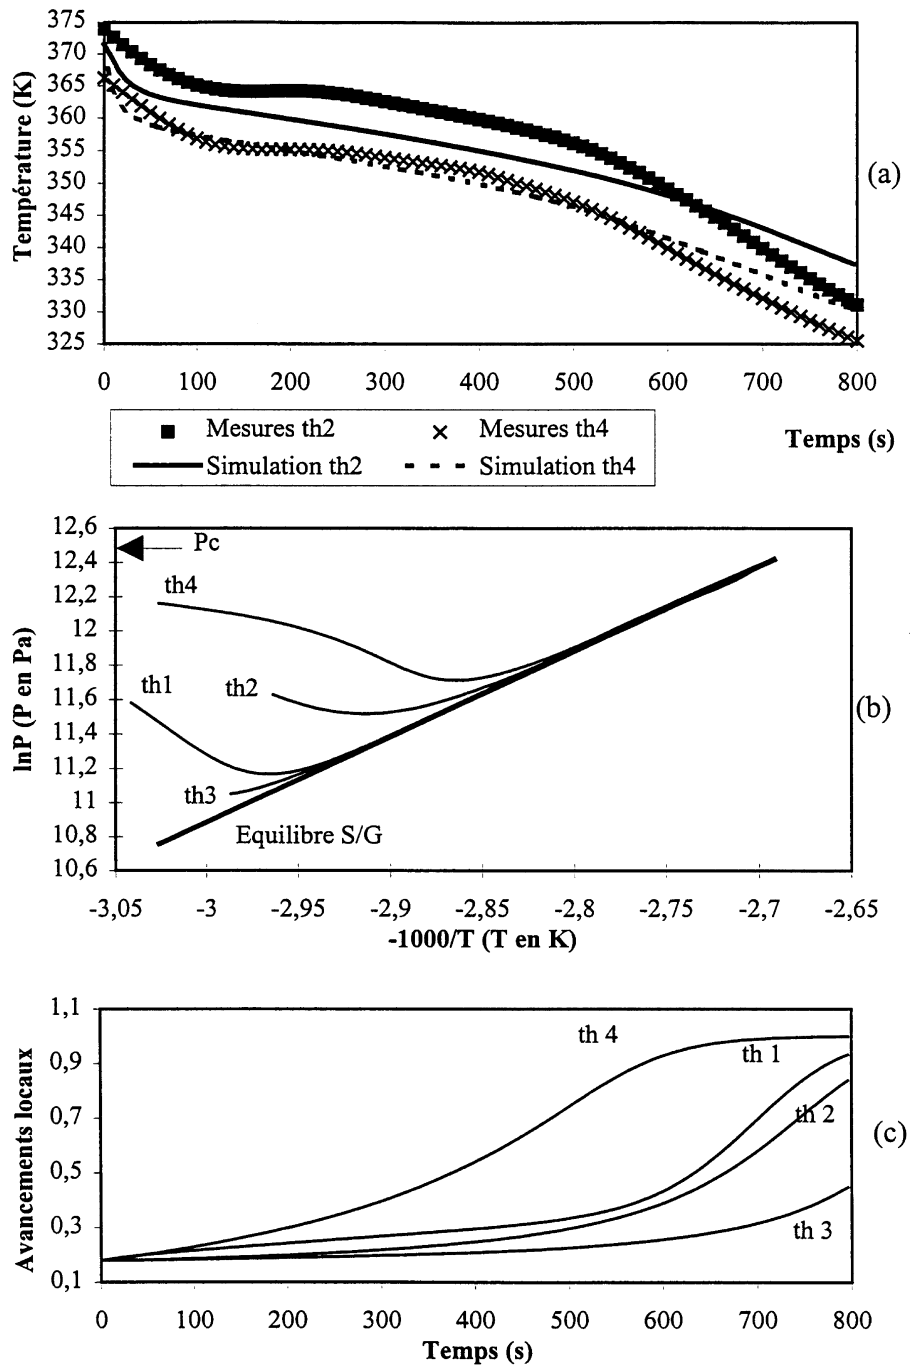 375
370
365
360
355
350
345
340
335
330
325
Température (K)
(a)
0 100 200 300 400 500 600 700 800
Temps (s)
Mesures th2
Mesures th4
Simulation th2
Simulation th4
12,6
12,4
12,2
12
11,8
11,6
11,4
11,2
11
10,8
10,6
lnP (P en Pa)
Pc
th4
th1
th2
th3
Equilibre S/G
(b)
-3,05 -3 -2,95 -2,9 -2,85 -2,8 -2,75 -2,7 -2,65
-1000/T (T en K)
1,1
0,9
0,7
0,5
0,3
0,1
Avancements locaux
th 4
th 1
th 2
th 3
(c)
0 100 200 300 400 500 600 700 800
Temps (s)